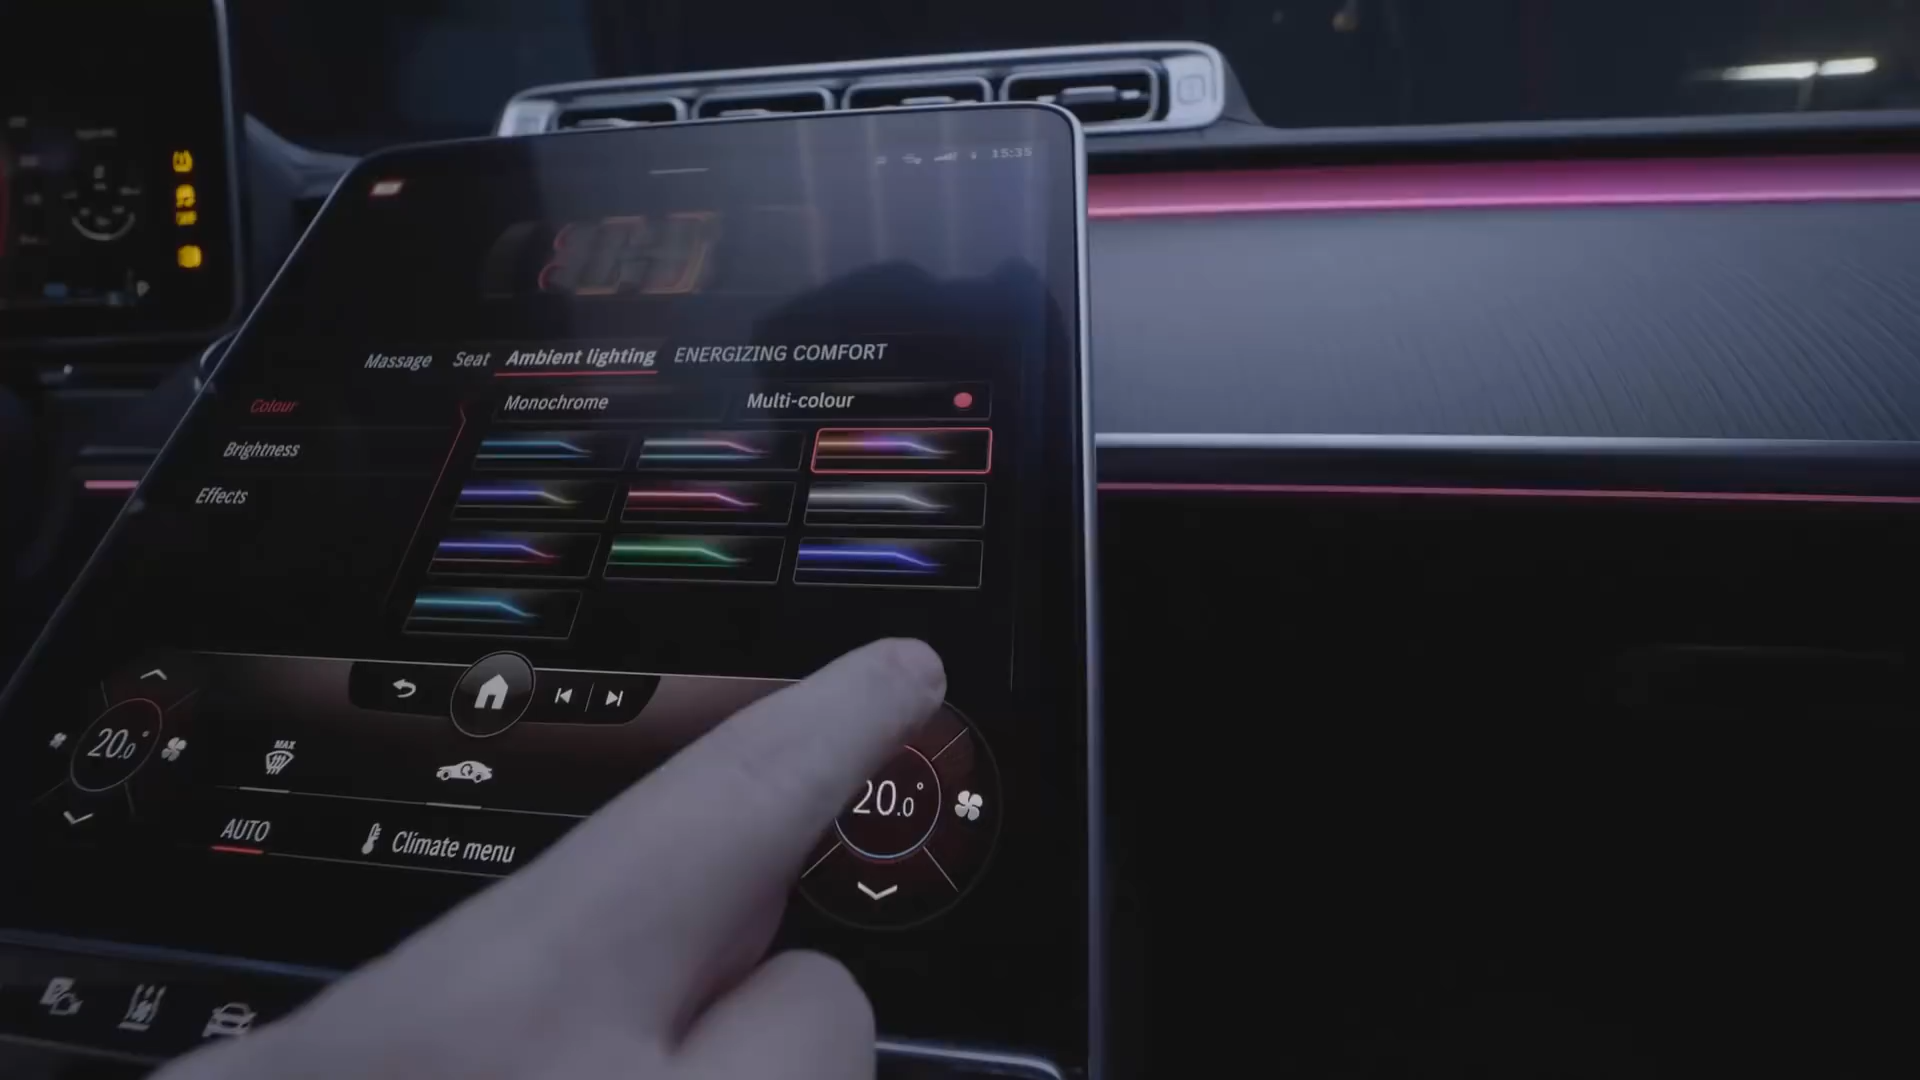 15:35
Massage Seat Ambient lighting ENERGIZING COMFORT
Colour
Monochrome
Multi-colour
Brightness
Effects
20.0°
MAX
20.0°
AUTO
Climate menu